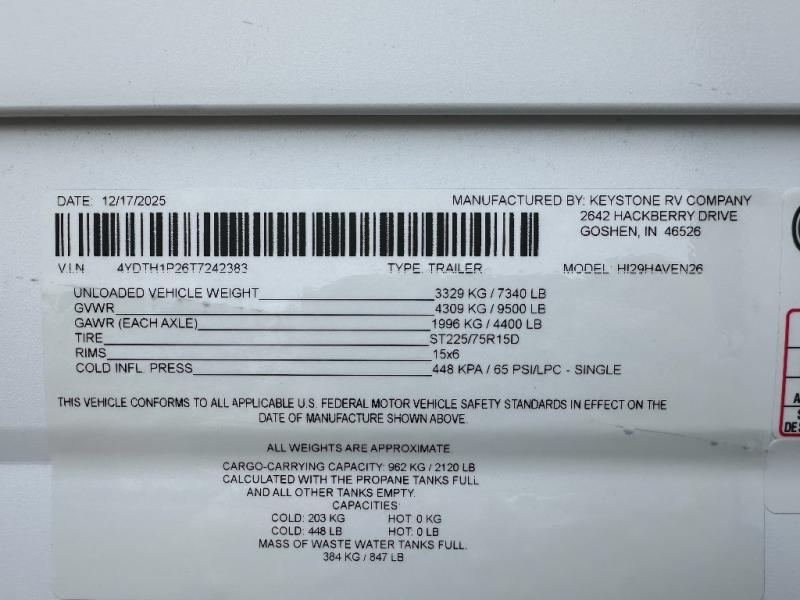 DATE: 12/17/2025
MANUFACTURED BY: KEYSTONE RV COMPANY
2642 HACKBERRY DRIVE
GOSHEN, IN 46526
V.I.N 4YDTH1P26T7242383 TYPE. TRAILER MODEL: HI29HAVEN26
UNLOADED VEHICLE WEIGHT 3329 KG / 7340 LB
GVWR 4309 KG / 9500 LB
GAWR (EACH AXLE) 1996 KG / 4400 LB
TIRE ST225/75R15D
RIMS 15x6
COLD INFL. PRESS 448 KPA / 65 PSI/LPC - SINGLE
THIS VEHICLE CONFORMS TO ALL APPLICABLE U.S. FEDERAL MOTOR VEHICLE SAFETY STANDARDS IN EFFECT ON THE
DATE OF MANUFACTURE SHOWN ABOVE.
ALL WEIGHTS ARE APPROXIMATE
CARGO-CARRYING CAPACITY: 962 KG / 2120 LB
CALCULATED WITH THE PROPANE TANKS FULL
AND ALL OTHER TANKS EMPTY.
CAPACITIES:
COLD: 203 KG HOT: 0 KG
COLD: 448 LB HOT: 0 LB
MASS OF WASTE WATER TANKS FULL.
384 KG / 847 LB